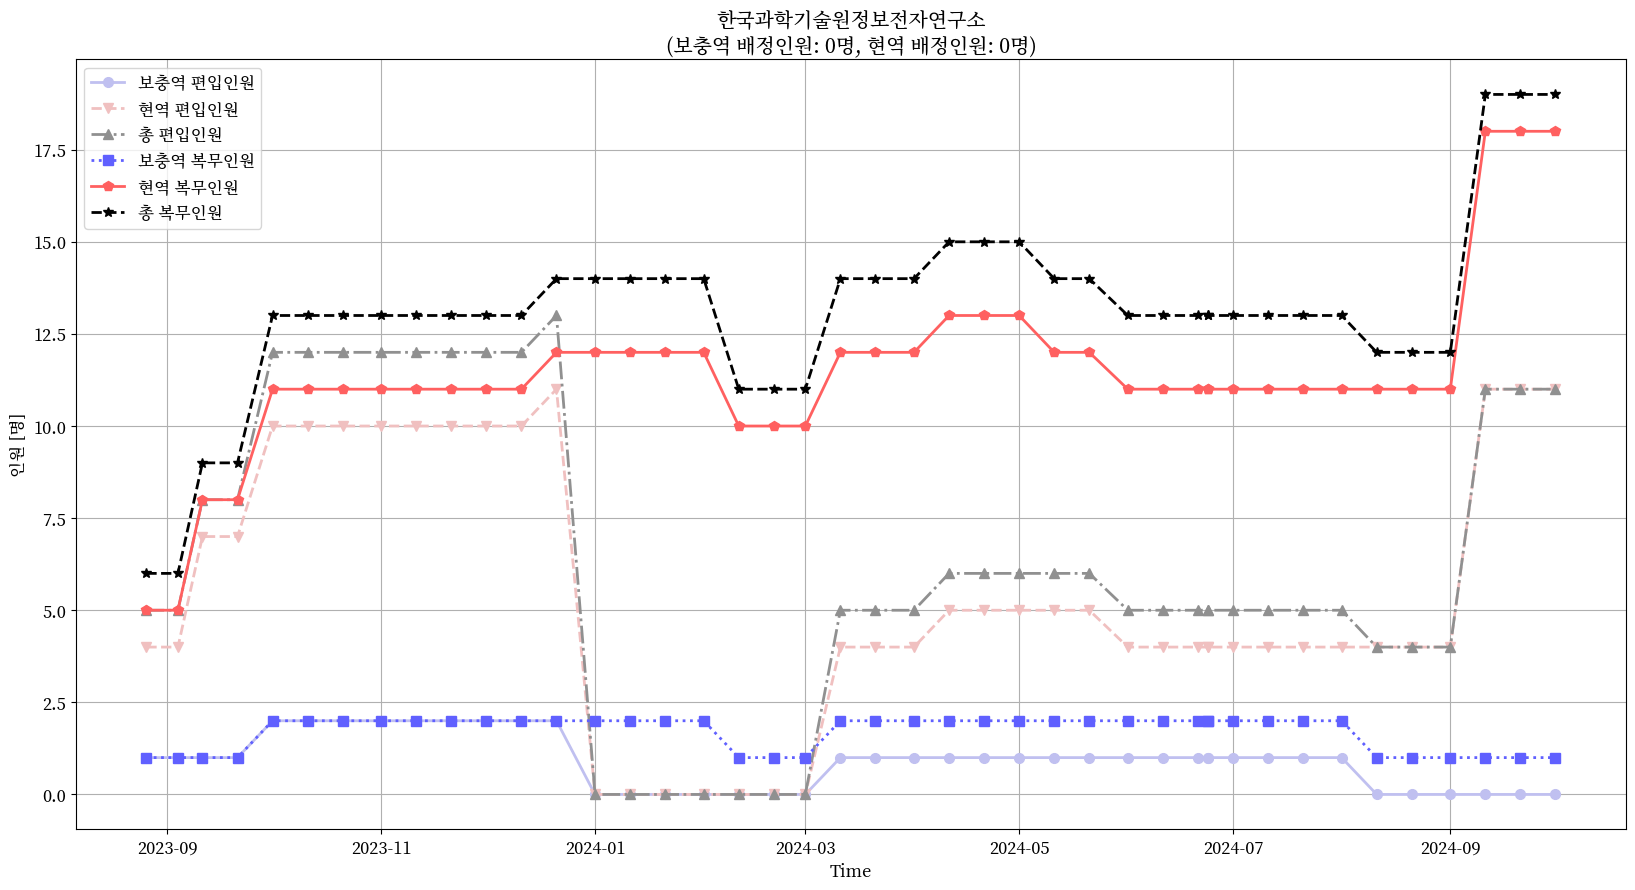 한국과학기술원정보전자연구소
(보충역 배정인원: 0명, 현역 배정인원: 0명)
보충역 편입인원
현역 편입인원
총 편입인원
보충역 복무인원
현역 복무인원
총 복무인원
17.5
15.0
12.5
10.0
7.5
5.0
2.5
0.0
인원 [명]
2023-09
2023-11
2024-01
2024-03
2024-05
2024-07
2024-09
Time